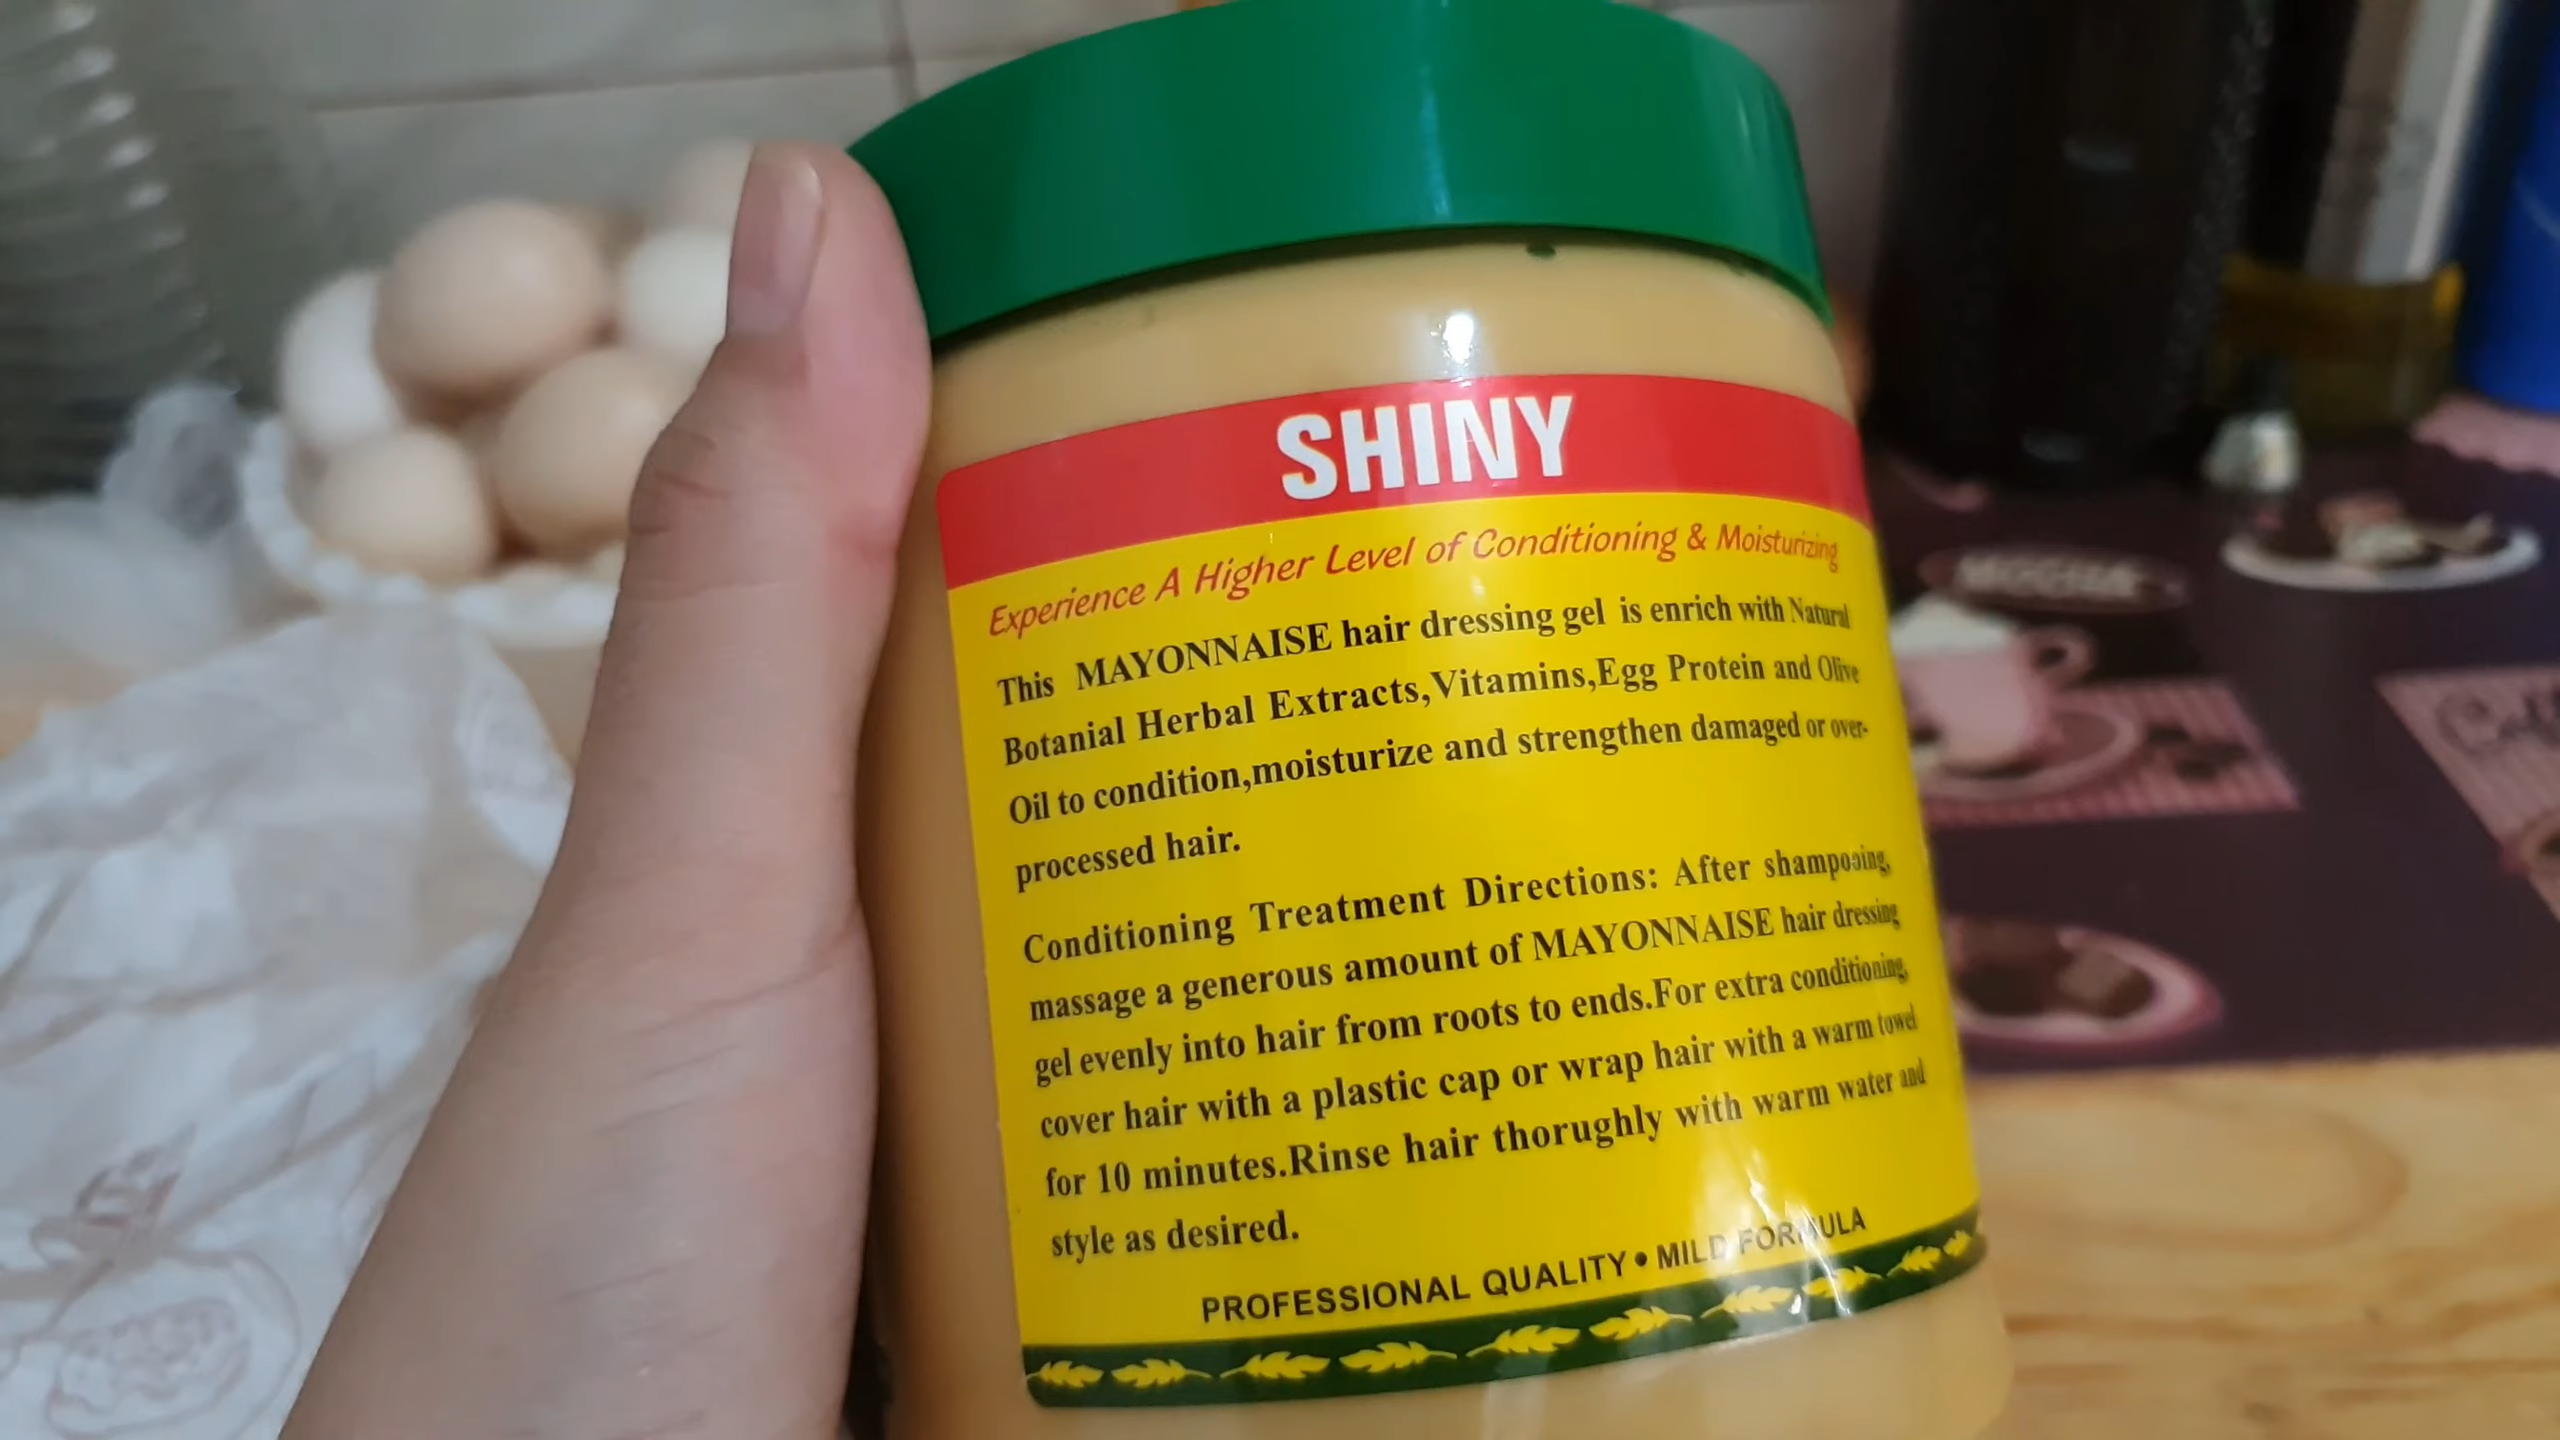 SHINY
Experience A Higher Level of Conditioning & Moisturizing
This MAYONNAISE hair dressing gel is enrich with Natural
Botanial Herbal Extracts,Vitamins,Egg Protein and Olive
Oil to condition,moisturize and strengthen damaged or over-
processed hair.
Conditioning Treatment Directions: After shampooing,
massage a generous amount of MAYONNAISE hair dressing
gel evenly into hair from roots to ends.For extra conditioning,
cover hair with a plastic cap or wrap hair with a warm towel
for 10 minutes.Rinse hair thorughly with warm water and
style as desired.
PROFESSIONAL QUALITY • MILD FORMULA